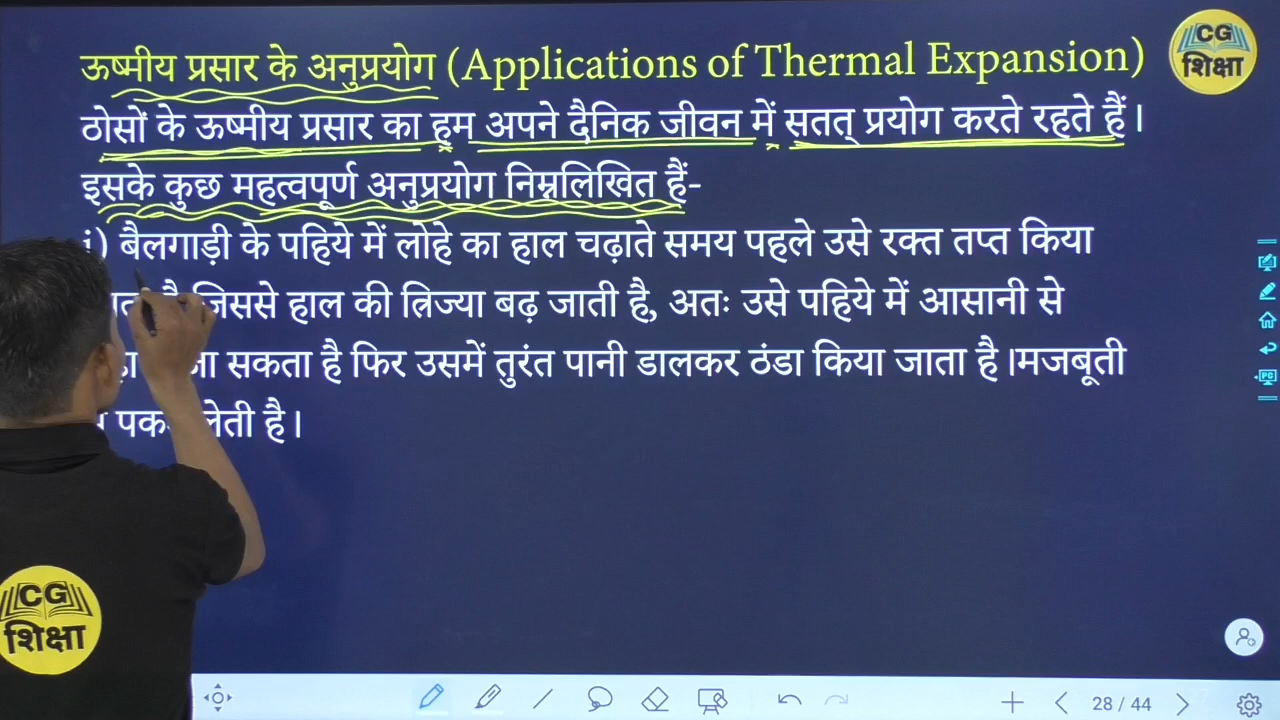 ऊष्मीय प्रसार के अनुप्रयोग (Applications of Thermal Expansion)
ठोसों के ऊष्मीय प्रसार का हम अपने दैनिक जीवन में सतत् प्रयोग करते रहते हैं।
इसके कुछ महत्वपूर्ण अनुप्रयोग निम्नलिखित हैं-
i) बैलगाड़ी के पहिये में लोहे का हाल चढ़ाते समय पहले उसे रक्त तप्त किया
जिससे हाल की त्रिज्या बढ़ जाती है, अतः उसे पहिये में आसानी से
जा सकता है फिर उसमें तुरंत पानी डालकर ठंडा किया जाता है।मजबूती
लेती है।
CG
शिक्षा
CG
शिक्षा
PC
28 / 44